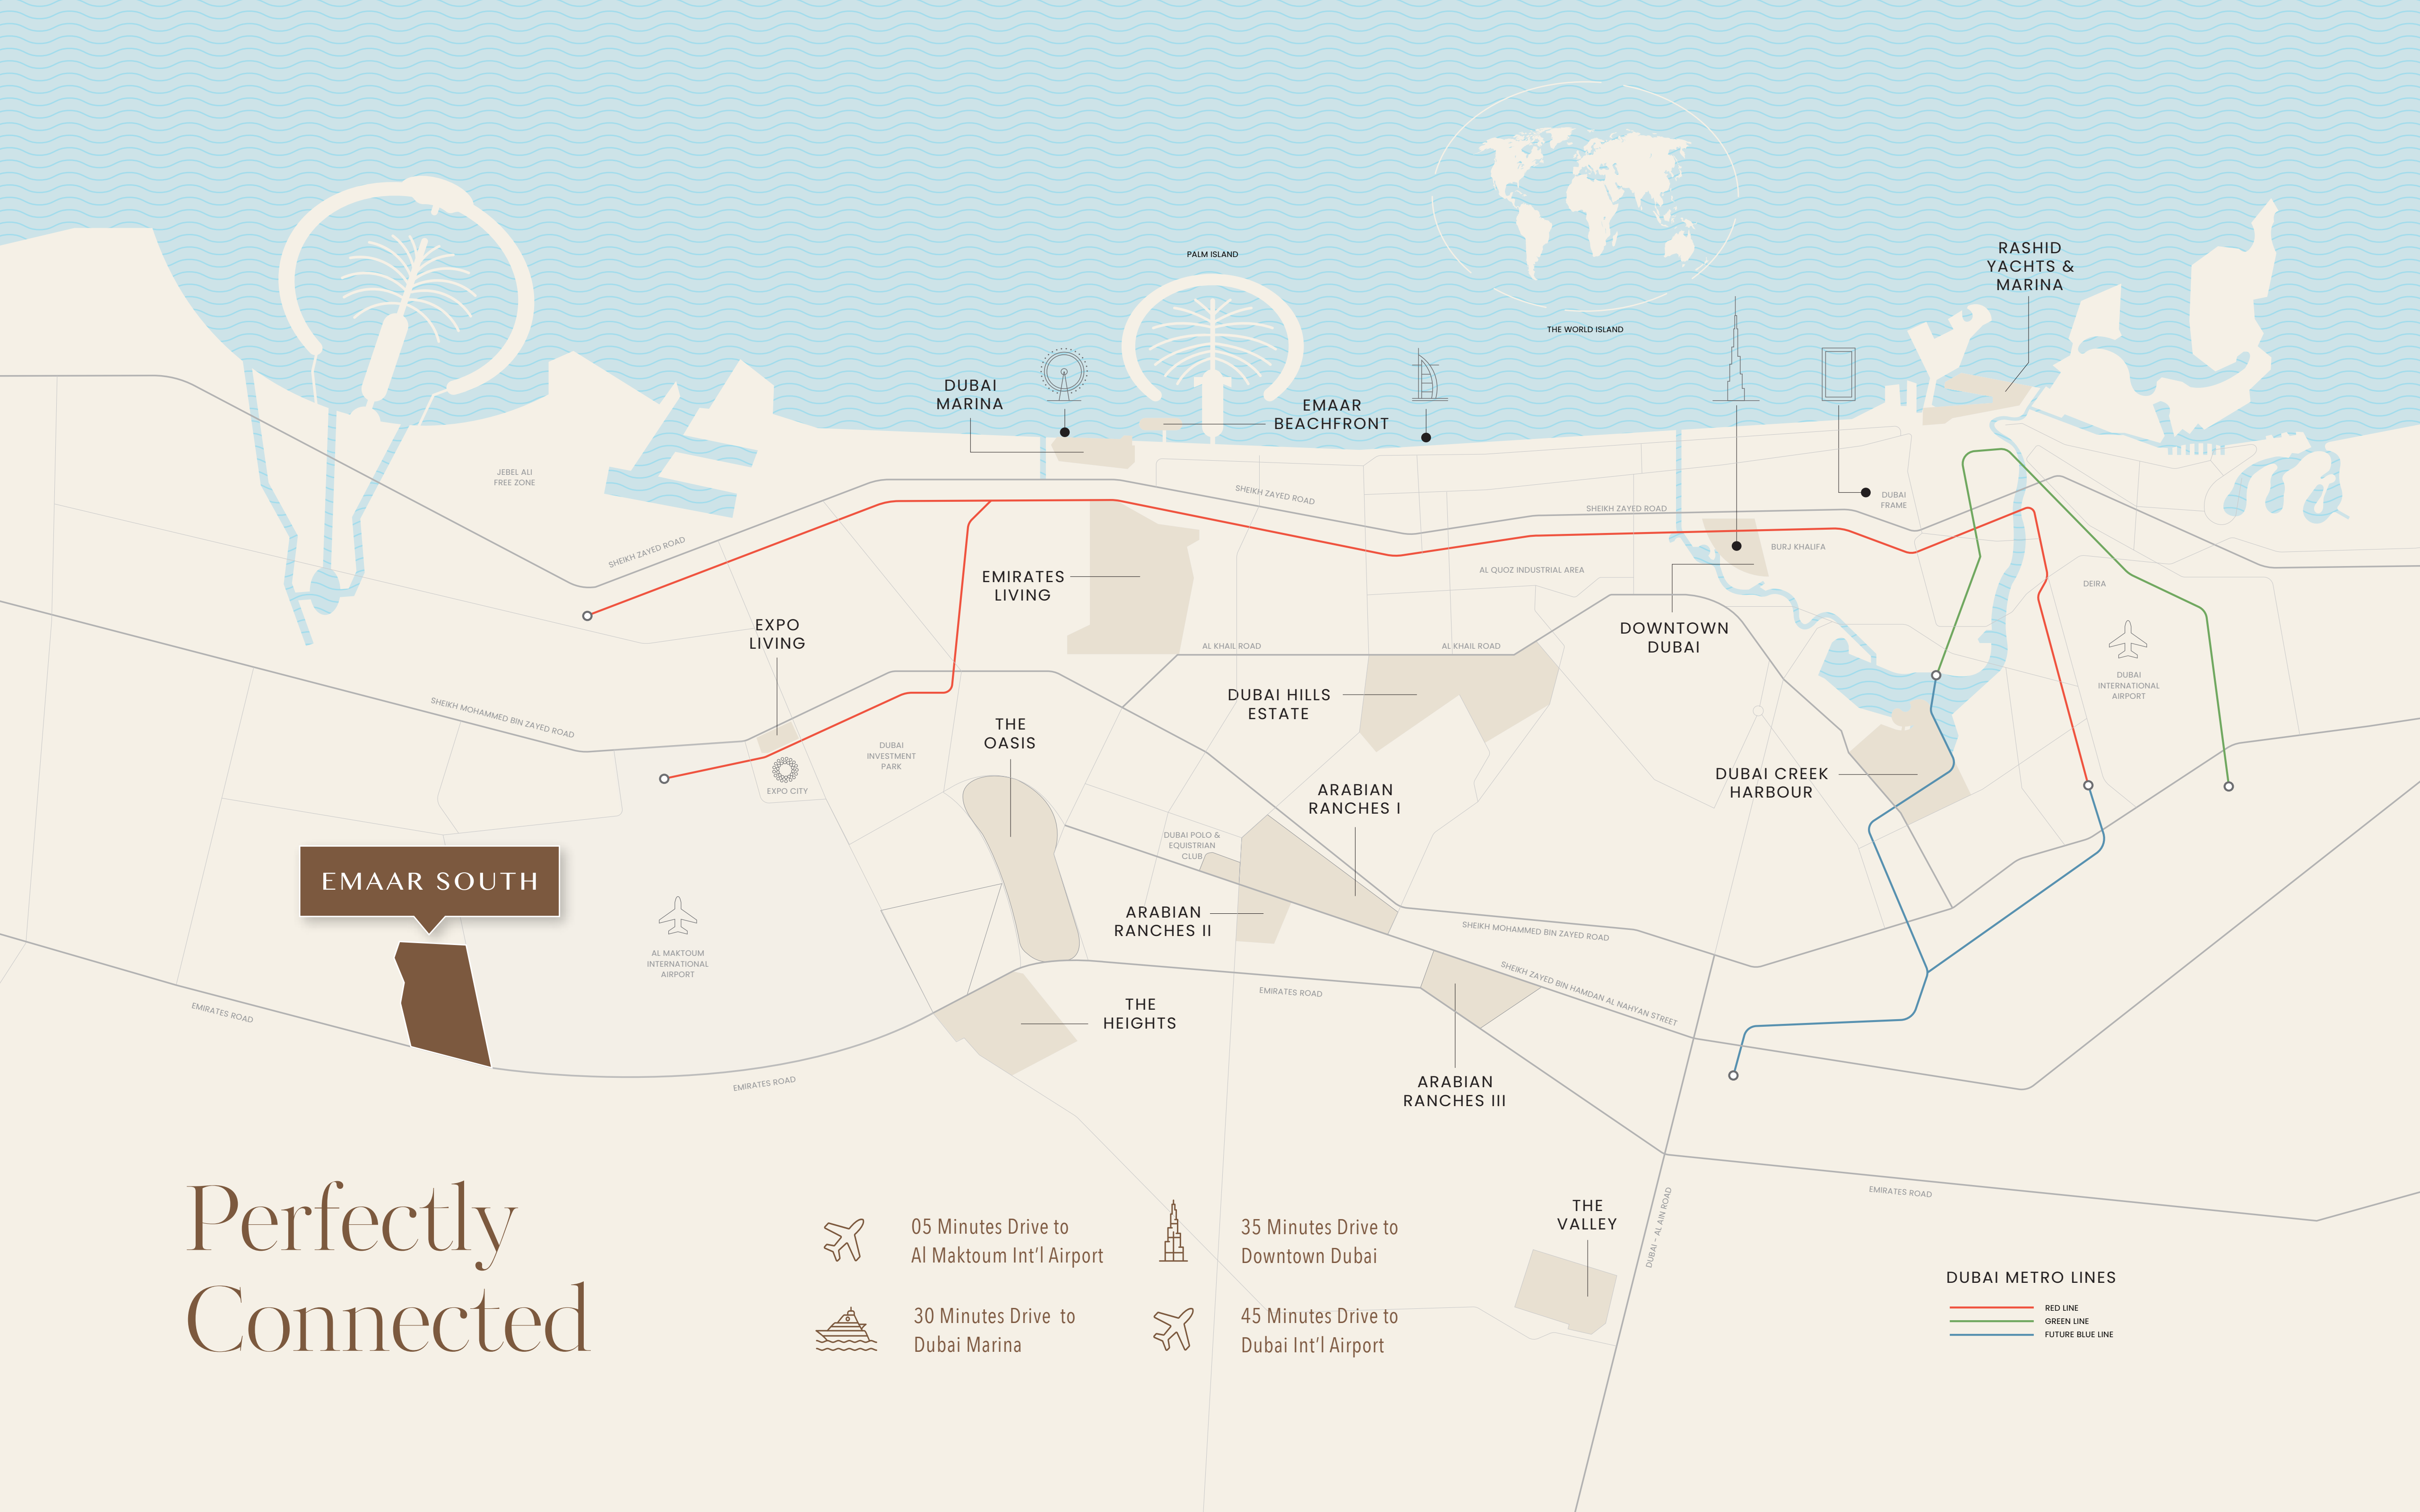 PALM ISLAND
THE WORLD ISLAND
RASHID
YACHTS &
MARINA
DUBAI
MARINA
EMAAR
BEACHFRONT
JEBEL ALI
FREE ZONE
SHEIKH ZAYED ROAD
SHEIKH ZAYED ROAD
SHEIKH ZAYED ROAD
DUBAI
FRAME
BURJ KHALIFA
AL QUOZ INDUSTRIAL AREA
DEIRA
EMIRATES
LIVING
EXPO
LIVING
DOWNTOWN
DUBAI
AL KHAIL ROAD
AL KHAIL ROAD
DUBAI
INTERNATIONAL
AIRPORT
DUBAI HILLS
ESTATE
SHEIKH MOHAMMED BIN ZAYED ROAD
THE
OASIS
DUBAI
INVESTMENT
PARK
EXPO CITY
DUBAI CREEK
HARBOUR
ARABIAN
RANCHES I
DUBAI POLO &
EQUESTRIAN
CLUB
EMAAR SOUTH
ARABIAN
RANCHES II
SHEIKH MOHAMMED BIN ZAYED ROAD
AL MAKTOUM
INTERNATIONAL
AIRPORT
SHEIKH ZAYED BIN HAMDAN AL NAHYAN STREET
EMIRATES ROAD
EMIRATES ROAD
THE
HEIGHTS
EMIRATES ROAD
ARABIAN
RANCHES III
EMIRATES ROAD
DUBAI - AL AIN ROAD
THE
VALLEY
Perfectly
Connected
05 Minutes Drive to
Al Maktoum Int'l Airport
35 Minutes Drive to
Downtown Dubai
30 Minutes Drive to
Dubai Marina
45 Minutes Drive to
Dubai Int'l Airport
DUBAI METRO LINES
RED LINE
GREEN LINE
FUTURE BLUE LINE